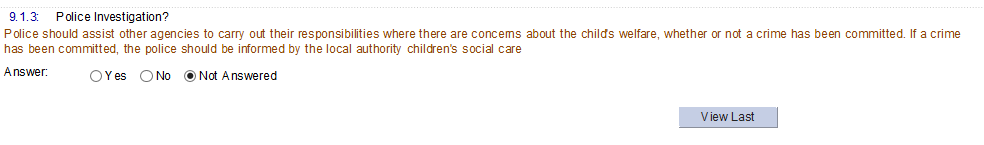 9.1.3: Police Investigation?
Police should assist other agencies to carry out their responsibilities where there are concerns about the child's welfare, whether or not a crime has been committed. If a crime
has been committed, the police should be informed by the local authority children's social care
Answer: Yes No Not Answered
View Last